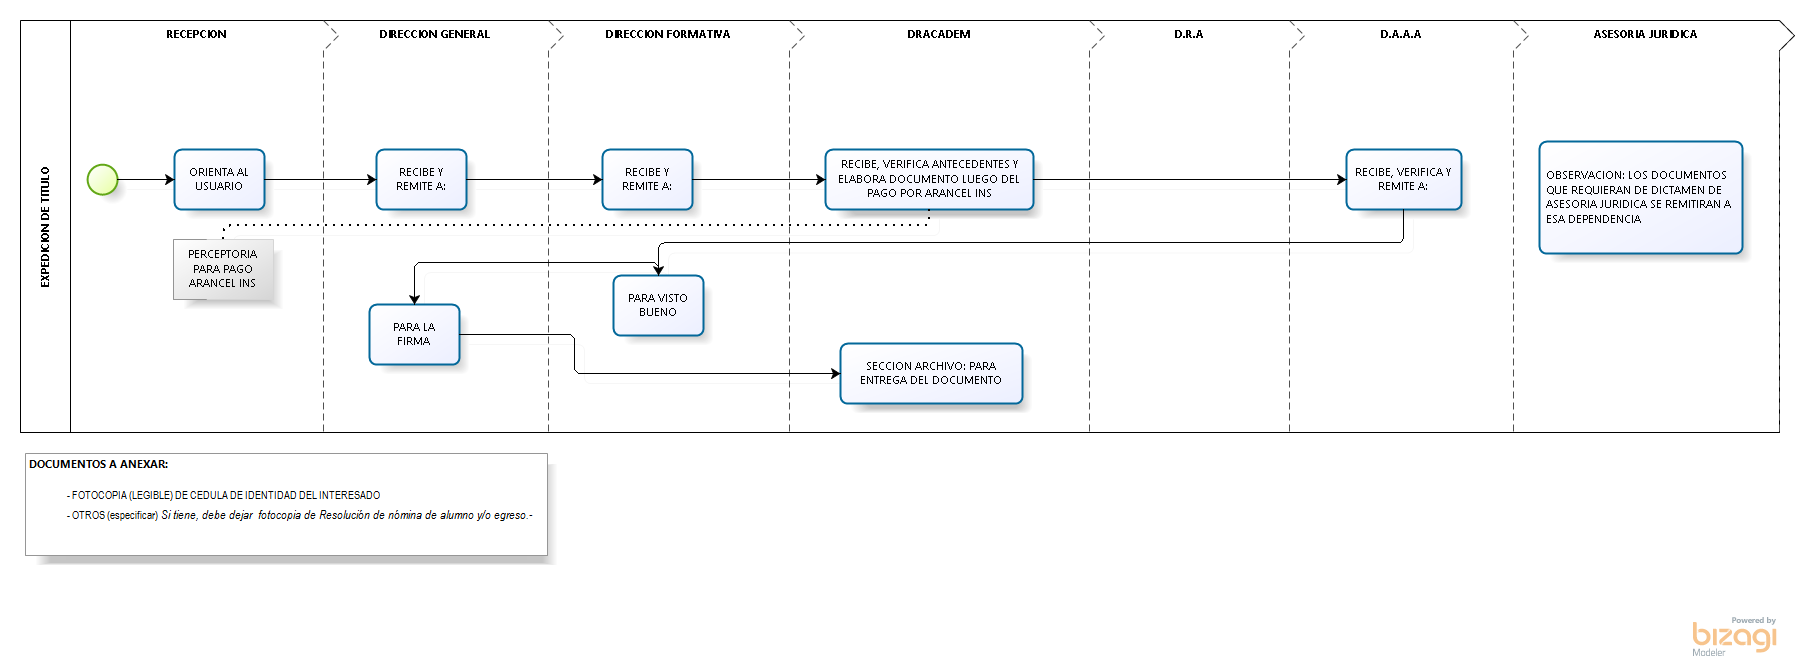 RECEPCION
DIRECCION GENERAL
DIRECCION FORMATIVA
DRACADEM
D.R.A
D.A.A.A
ASESORIA JURIDICA
EXPEDICION DE TITULO
ORIENTA AL
USUARIO
RECIBE Y
REMITE A:
RECIBE Y
REMITE A:
RECIBE, VERIFICA ANTECEDENTES Y
ELABORA DOCUMENTO LUEGO DEL
PAGO POR ARANCEL INS
RECIBE, VERIFICA Y
REMITE A:
OBSERVACION: LOS DOCUMENTOS
QUE REQUIERAN DE DICTAMEN DE
ASESORIA JURIDICA SE REMITIRAN A
ESA DEPENDENCIA
PERCEPTORIA
PARA PAGO
ARANCEL INS
PARA VISTO
BUENO
PARA LA
FIRMA
SECCION ARCHIVO: PARA
ENTREGA DEL DOCUMENTO
DOCUMENTOS A ANEXAR:
- FOTOCOPIA (LEGIBLE) DE CEDULA DE IDENTIDAD DEL INTERESADO
- OTROS (especificar) Si tiene, debe dejar fotocopia de Resolución de nómina de alumno y/o egreso.-
Powered by
bizagi
Modeler